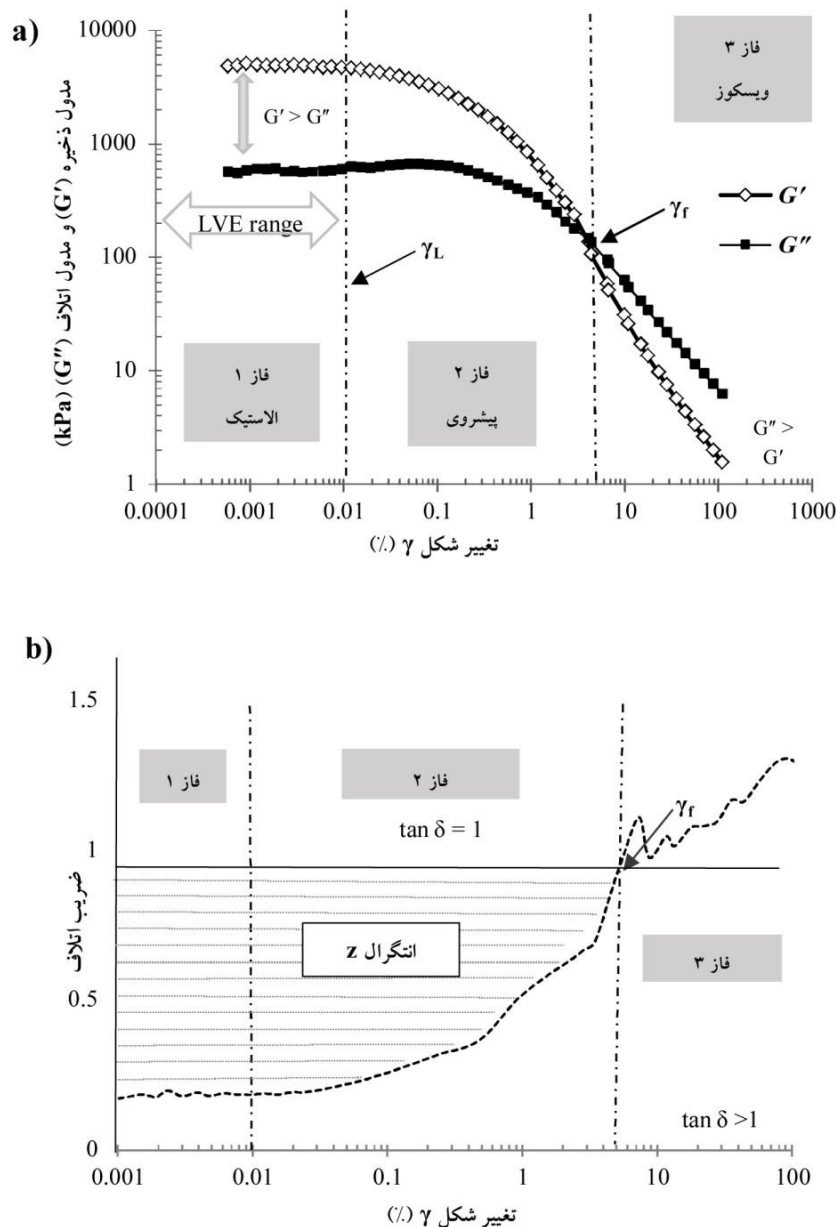 a)
10000
1000
100
10
1
مدول ذخیره (G′) و مدول اتلاف (G″) (kPa)
G′ > G″
LVE range
γL
γf
فاز ۱
الاستیک
فاز ۲
پیشروی
فاز ۳
ویسکوز
G′
G″
G″ >
G′
0.0001 0.001 0.01 0.1 1 10 100 1000
تغییر شکل γ (٪)
b)
1.5
1
0.5
0
ضریب اتلاف
فاز ۱
فاز ۲
tan δ = 1
γf
انتگرال z
فاز ۳
tan δ >1
0.001 0.01 0.1 1 10 100
تغییر شکل γ (٪)